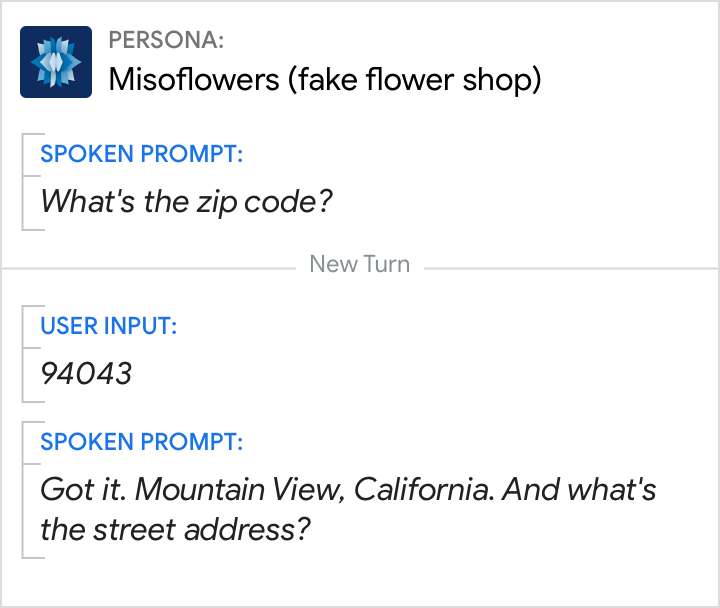 PERSONA:
Misoflowers (fake flower shop)
SPOKEN PROMPT:
What's the zip code?
New Turn
USER INPUT:
94043
SPOKEN PROMPT:
Got it. Mountain View, California. And what's
the street address?